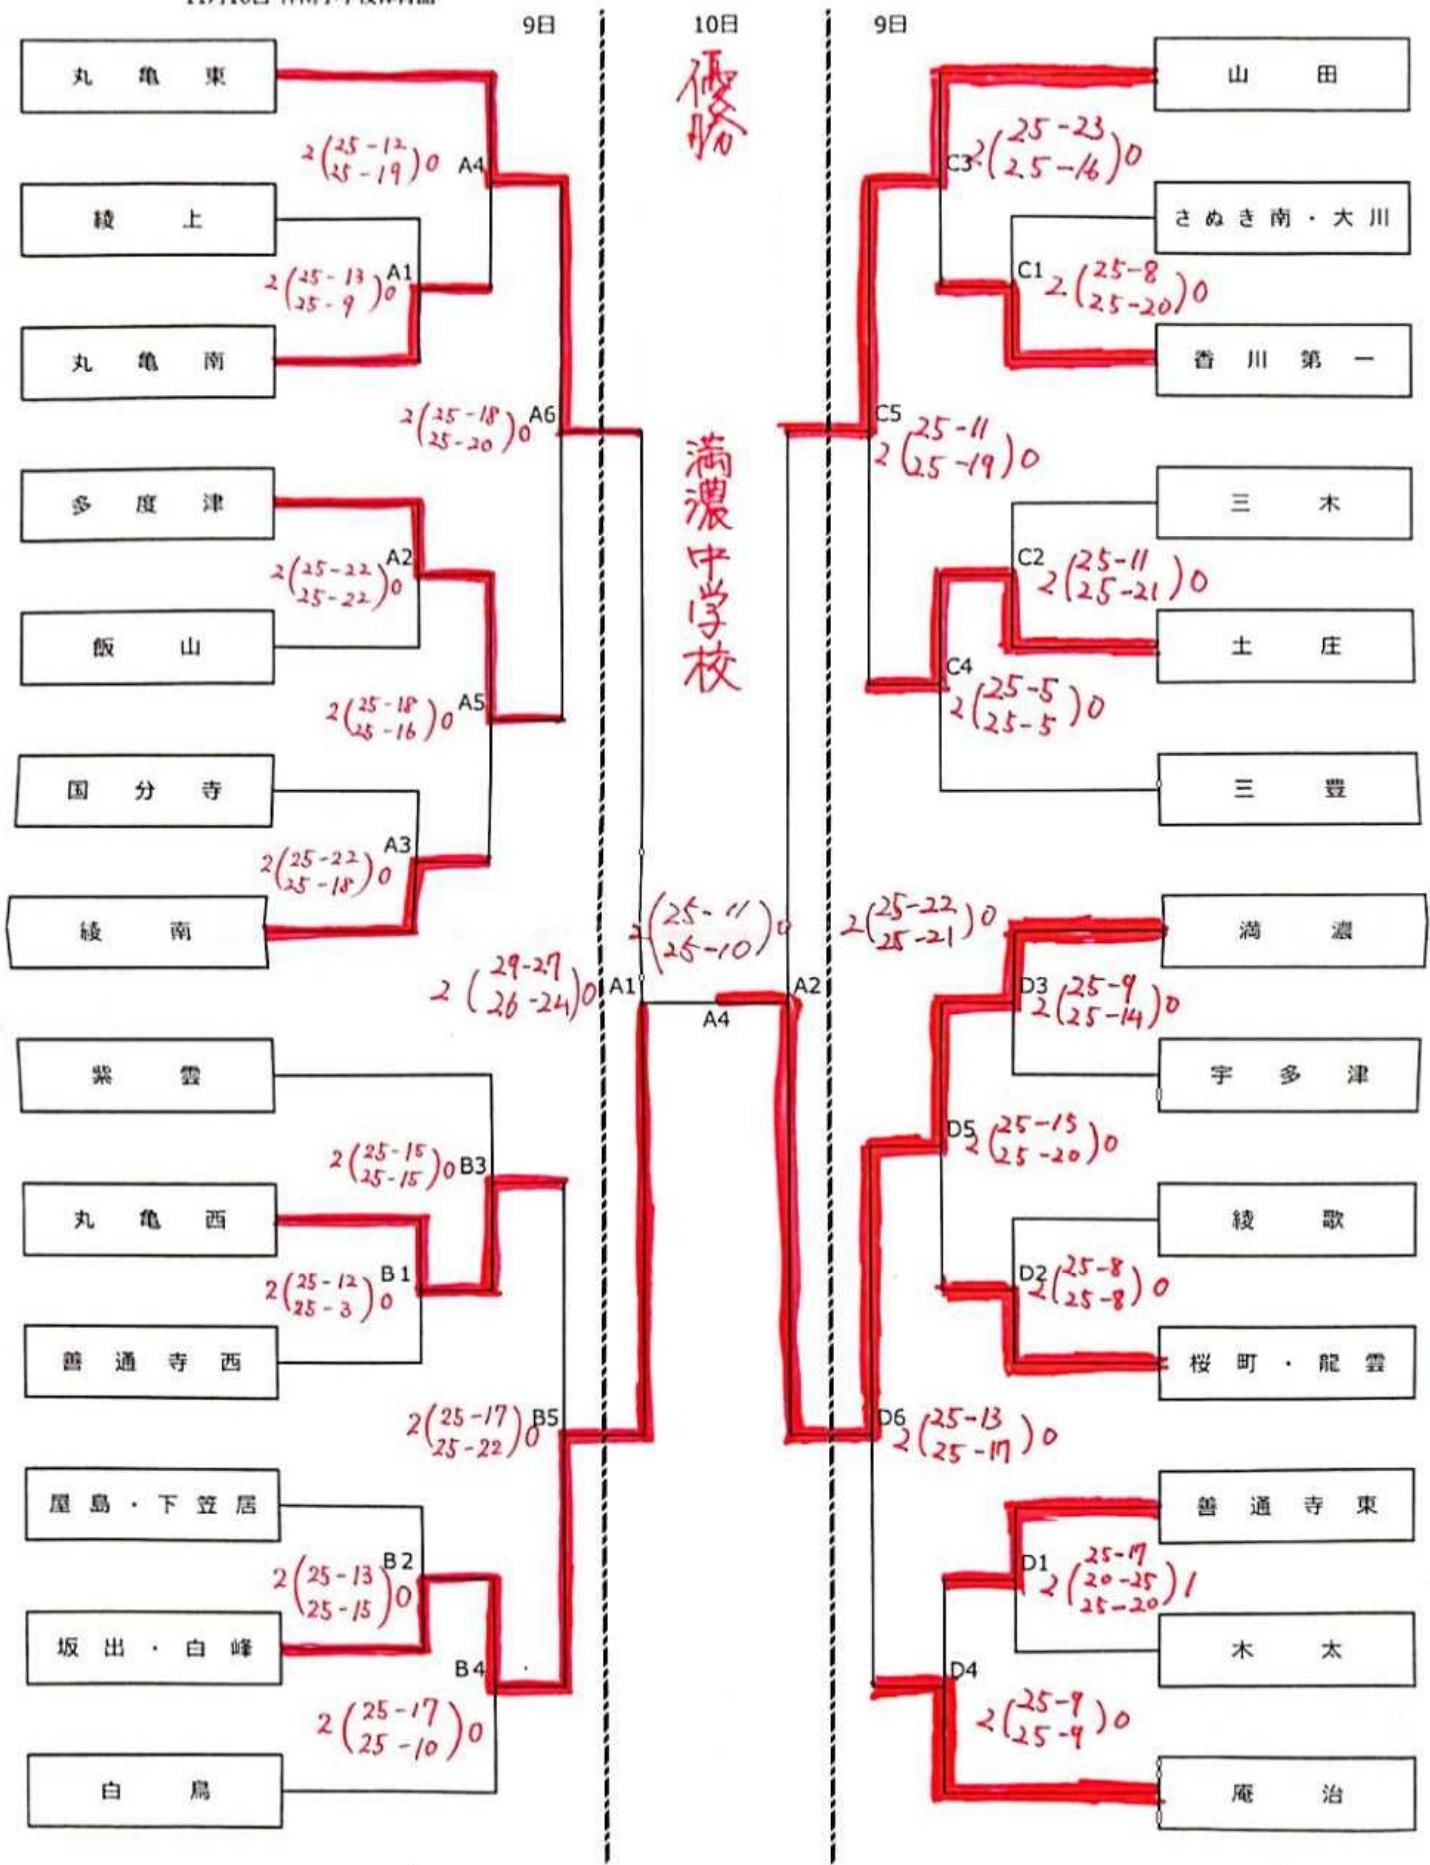 9日
10日
9日
優勝
満濃中学校
丸亀東
2(25-12 25-19)0
A4
綾上
2(25-13 25-9)0
A1
丸亀南
2(25-18 25-20)0
A6
多度津
2(25-22 25-22)0
A2
飯山
2(25-18 25-16)0
A5
国分寺
2(25-22 25-18)0
A3
綾南
2(29-27 26-24)0
A1
2(25-11 25-10)0
A4
紫雲
2(25-15 25-15)0
B3
丸亀西
2(25-12 25-3)0
B1
善通寺西
2(25-17 25-22)0
B5
屋島・下笠居
2(25-13 25-15)0
B2
坂出・白峰
B4
2(25-17 25-10)0
白鳥
山田
C3
2(25-23 25-16)0
さぬき南・大川
C1
2(25-8 25-20)0
香川第一
C5
2(25-11 25-19)0
三木
C2
2(25-11 25-21)0
土庄
C4
2(25-5 25-5)0
三豊
2(25-22 25-21)0
A2
満濃
D3
2(25-9 25-14)0
宇多津
D5
2(25-15 25-20)0
綾歌
D2
2(25-8 25-8)0
桜町・龍雲
D6
2(25-13 25-17)0
善通寺東
D1
2(25-17 20-25 25-20)1
木太
D4
2(25-9 25-9)0
庵治